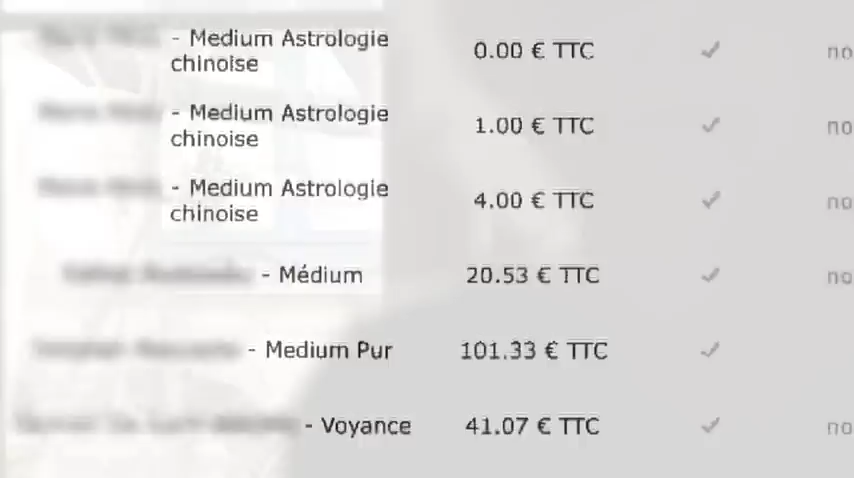 - Medium Astrologie 0.00 € TTC no
chinoise
- Medium Astrologie 1.00 € TTC no
chinoise
- Medium Astrologie 4.00 € TTC no
chinoise
- Médium 20.53 € TTC no
- Medium Pur 101.33 € TTC
- Voyance 41.07 € TTC no